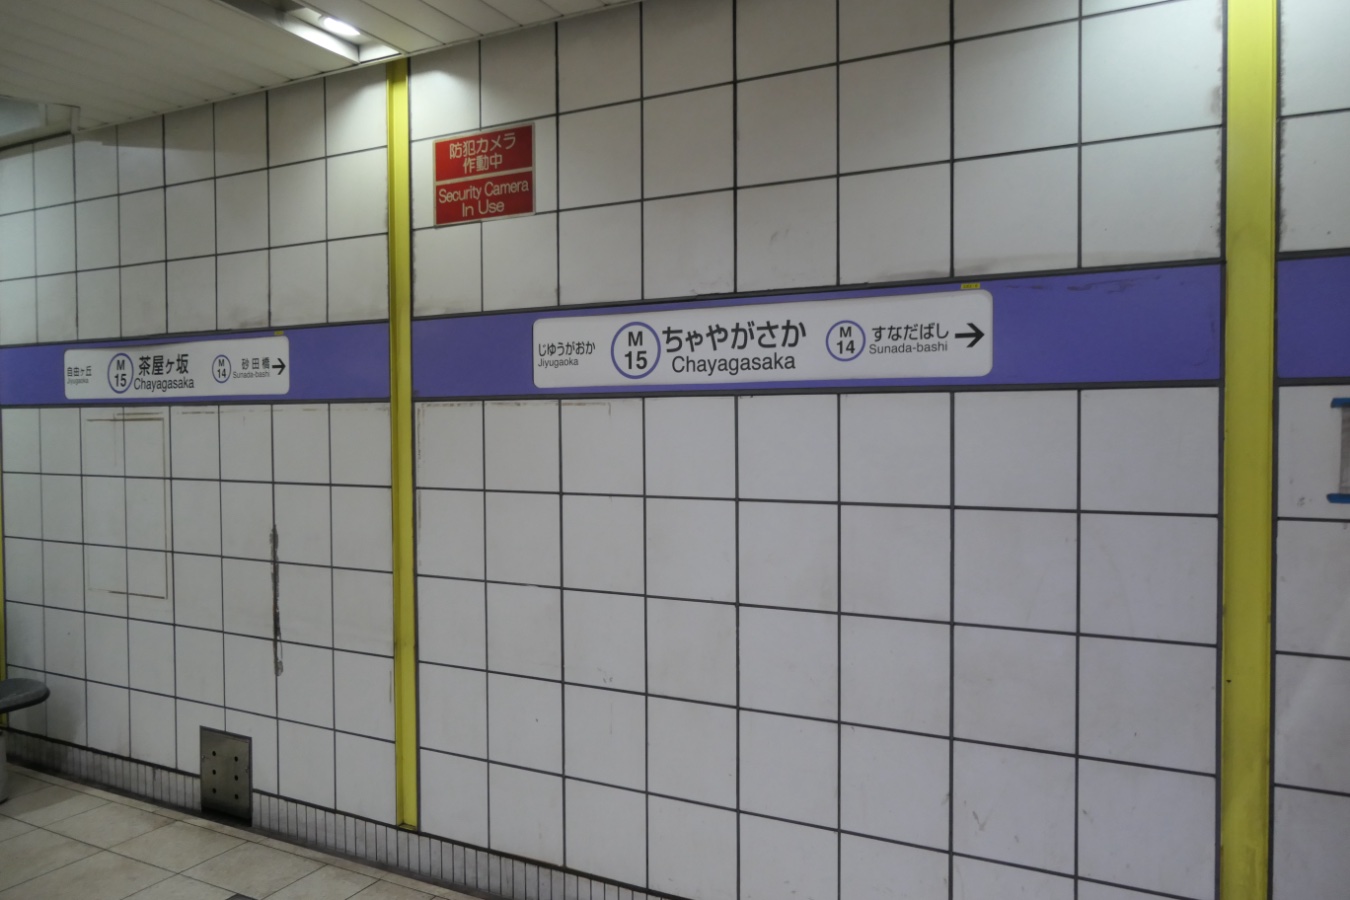 防犯カメラ
作動中
Security Camera
In Use
自由ヶ丘
Jiyugaoka
M
15
茶屋ヶ坂
Chayagasaka
M
14
砂田橋
Sunada-bashi
じゆうがおか
Jiyugaoka
M
15
ちゃやがさか
Chayagasaka
M
14
すなだばし
Sunada-bashi